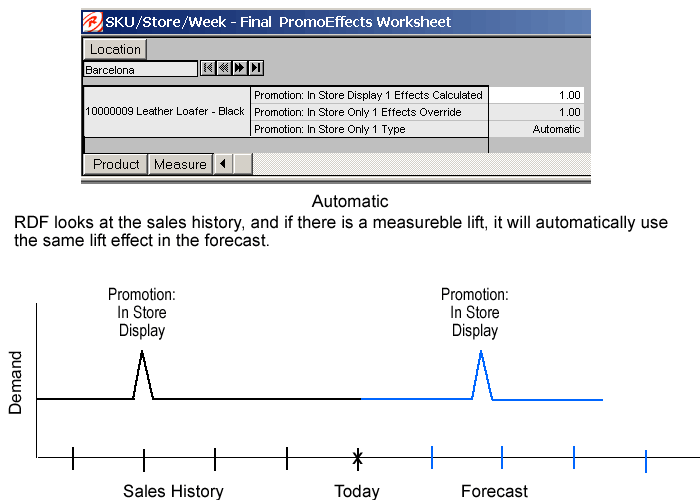 SKU/Store/Week - Final PromoEffects Worksheet
Location
Barcelona
10000009 Leather Loafer - Black
Promotion: In Store Display 1 Effects Calculated 1.00
Promotion: In Store Only 1 Effects Override 1.00
Promotion: In Store Only 1 Type Automatic
Product Measure
Automatic
RDF looks at the sales history, and if there is a measureble lift, it will automatically use
the same lift effect in the forecast.
Promotion:
In Store
Display
Promotion:
In Store
Display
Demand
Sales History Today Forecast